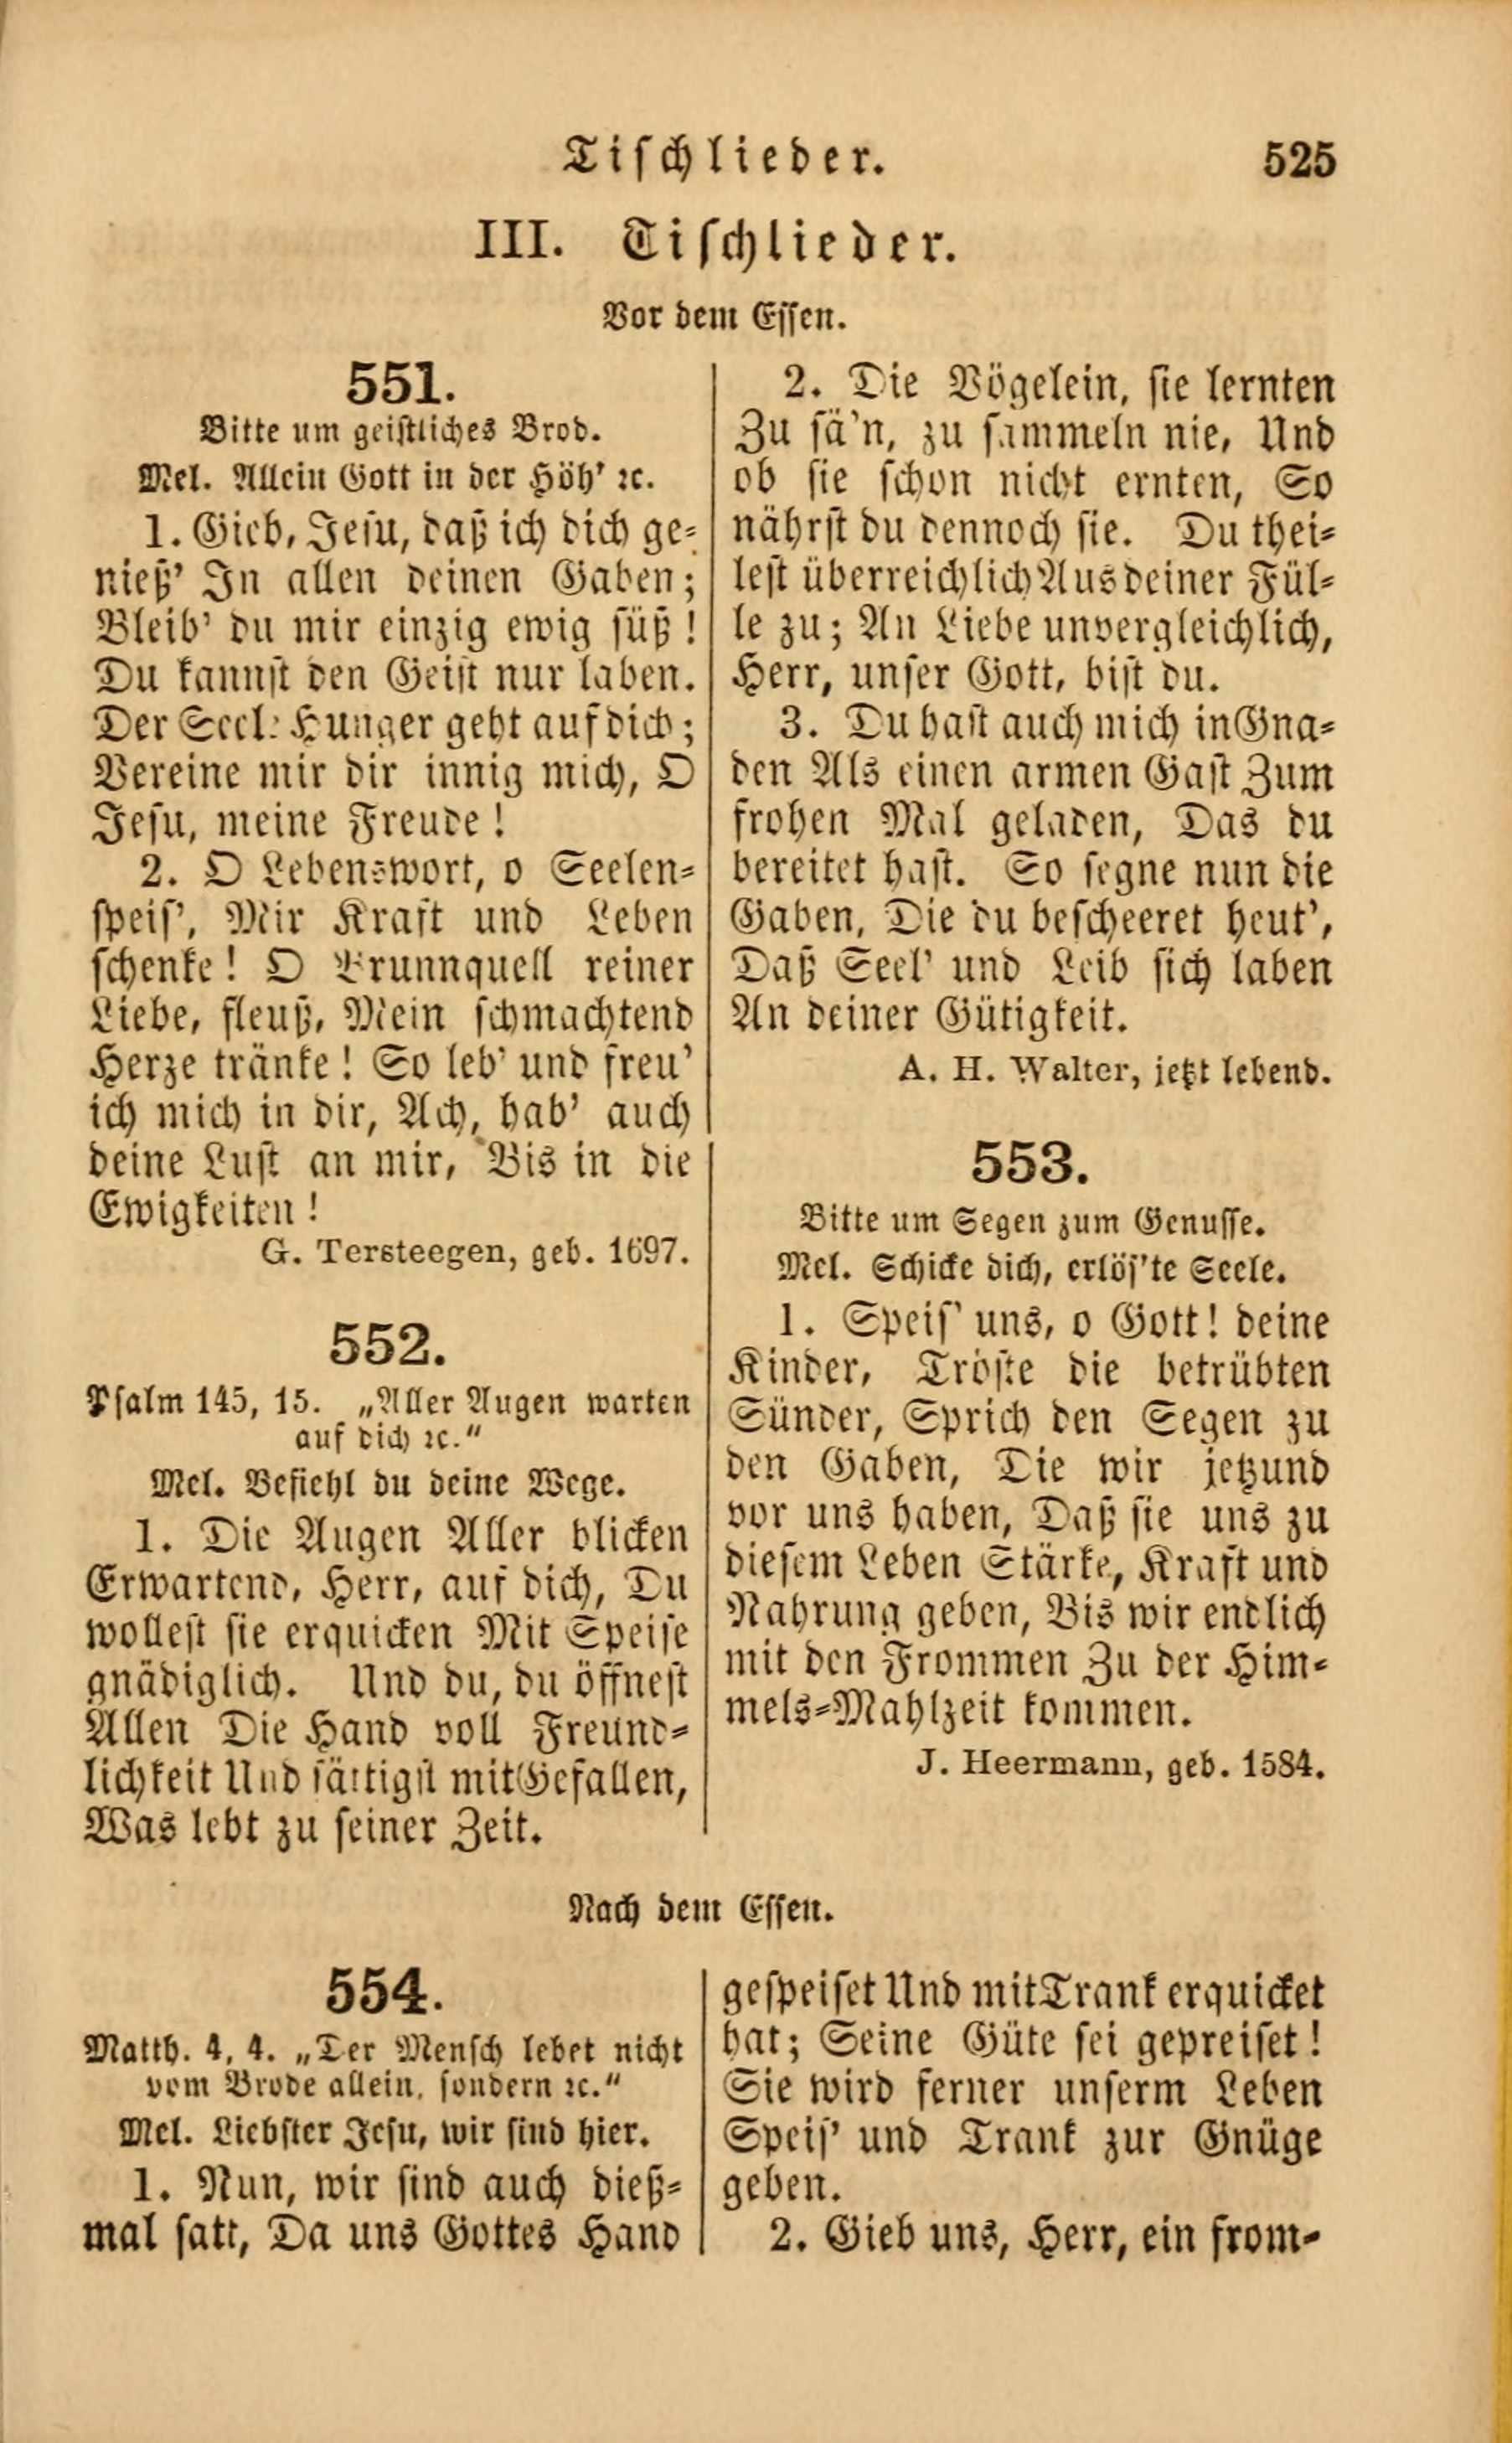 Tischlieder. 525
III. Tischlieder.
Vor dem Essen.
551.
Bitte um geistliches Brod.
Mel. Allein Gott in der Höh' ꝛc.
1. Gieb, Jesu, daß ich dich ge=
nieß' In allen deinen Gaben;
Bleib' du mir einzig ewig süß!
Du kannst den Geist nur laben.
Der Seele Hunger geht auf dich;
Vereine mir dir innig mich, O
Jesu, meine Freude!
2. O Lebenswort, o Seelen=
speis', Mir Kraft und Leben
schenke! O Brunnquell reiner
Liebe, fleuß, Mein schmachtend
Herze tränke! So leb' und freu'
ich mich in dir, Ach, hab' auch
deine Lust an mir, Bis in die
Ewigkeiten!
G. Tersteegen, geb. 1697.
552.
Psalm 145, 15. „Aller Augen warten
auf dich ꝛc."
Mel. Befiehl du deine Wege.
1. Die Augen Aller blicken
Erwartend, Herr, auf dich, Du
wollest sie erquicken Mit Speise
gnädiglich. Und du, du öffnest
Allen Die Hand voll Freund=
lichkeit Und sättigst mit Gefallen,
Was lebt zu seiner Zeit.
2. Die Vögelein, sie lernten
Zu sä'n, zu sammeln nie, Und
ob sie schon nicht ernten, So
nährst du dennoch sie. Du thei=
lest überreichlich Aus deiner Fül=
le zu; An Liebe unvergleichlich,
Herr, unser Gott, bist du.
3. Du hast auch mich in Gna=
den Als einen armen Gast Zum
frohen Mal geladen, Das du
bereitet hast. So segne nun die
Gaben, Die du bescheeret heut',
Daß Seel' und Leib sich laben
An deiner Gütigkeit.
A. H. Walter, jetzt lebend.
553.
Bitte um Segen zum Genusse.
Mel. Schicke dich, erlös'te Seele.
1. Speis' uns, o Gott! deine
Kinder, Tröste die betrübten
Sünder, Sprich den Segen zu
den Gaben, Die wir jetzund
vor uns haben, Daß sie uns zu
diesem Leben Stärke, Kraft und
Nahrung geben, Bis wir endlich
mit den Frommen Zu der Him=
mels=Mahlzeit kommen.
J. Heermann, geb. 1584.
Nach dem Essen.
554.
Matth. 4, 4. „Der Mensch lebet nicht
vom Brode allein, sondern ꝛc."
Mel. Liebster Jesu, wir sind hier.
1. Nun, wir sind auch dieß=
mal satt, Da uns Gottes Hand
gespeiset Und mit Trank erquicket
hat; Seine Güte sei gepreiset!
Sie wird ferner unserm Leben
Speis' und Trank zur Gnüge
geben.
2. Gieb uns, Herr, ein from=